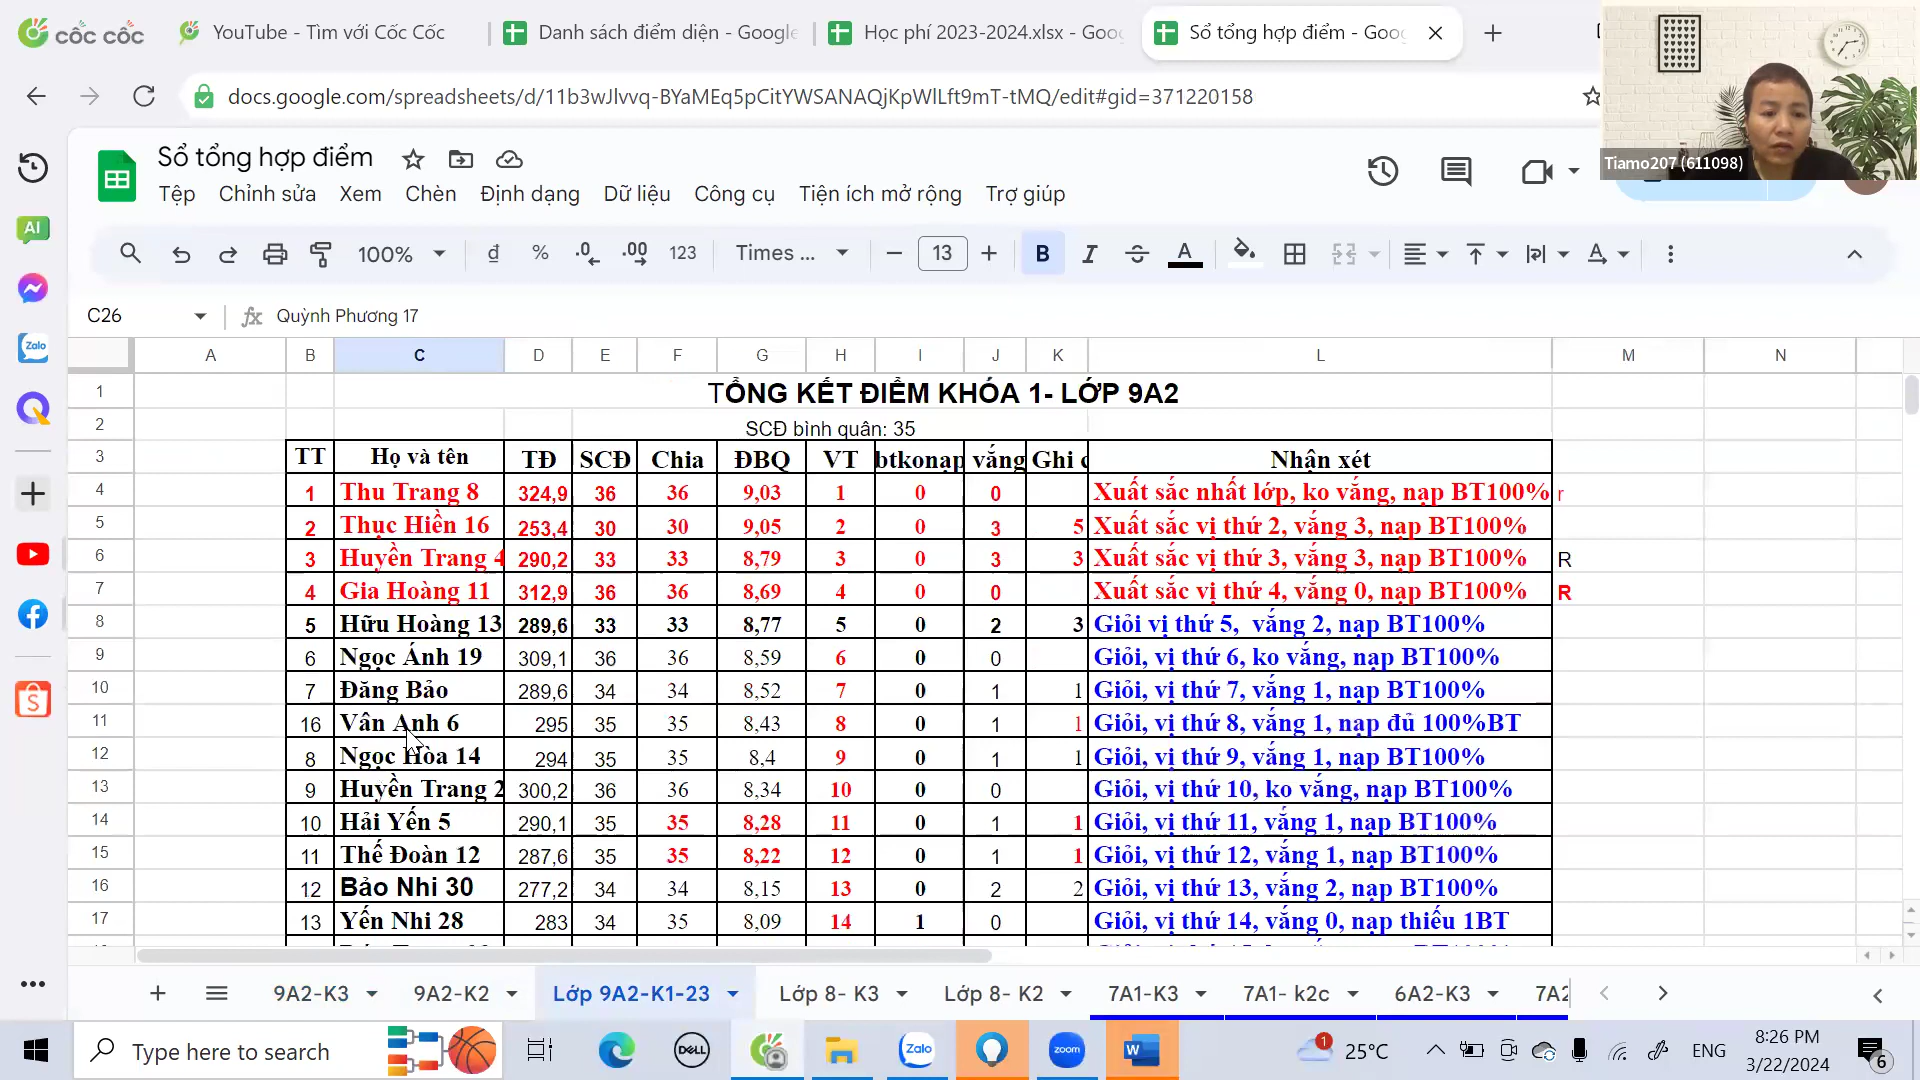 cốc cốc
YouTube - Tìm với Cốc Cốc
Danh sách điểm diện - Google
Học phí 2023-2024.xlsx - Goog
Sổ tổng hợp điểm - Goog
docs.google.com/spreadsheets/d/11b3wJlvvq-BYaMEq5pCitYWSANAQjKpWlLft9mT-tMQ/edit#gid=371220158
Tiamo207 (611098)
Sổ tổng hợp điểm
Tệp Chỉnh sửa Xem Chèn Định dạng Dữ liệu Công cụ Tiện ích mở rộng Trợ giúp
100% đ % .0 .00 123 Times ... 13 B I S A
C26 fx Quỳnh Phương 17
A B C D E F G H I J K L M N
1 TỔNG KẾT ĐIỂM KHÓA 1- LỚP 9A2
2 SCĐ bình quân: 35
3 TT Họ và tên TĐ SCĐ Chia ĐBQ VT btkonạp vắng Ghi c Nhận xét
4 1 Thu Trang 8 324,9 36 36 9,03 1 0 0 Xuất sắc nhất lớp, ko vắng, nạp BT100% r
5 2 Thục Hiền 16 253,4 30 30 9,05 2 0 3 5 Xuất sắc vị thứ 2, vắng 3, nạp BT100%
6 3 Huyền Trang 4 290,2 33 33 8,79 3 0 3 3 Xuất sắc vị thứ 3, vắng 3, nạp BT100% R
7 4 Gia Hoàng 11 312,9 36 36 8,69 4 0 0 Xuất sắc vị thứ 4, vắng 0, nạp BT100% R
8 5 Hữu Hoàng 13 289,6 33 33 8,77 5 0 2 3 Giỏi vị thứ 5, vắng 2, nạp BT100%
9 6 Ngọc Ánh 19 309,1 36 36 8,59 6 0 0 Giỏi, vị thứ 6, ko vắng, nạp BT100%
10 7 Đăng Bảo 289,6 34 34 8,52 7 0 1 1 Giỏi, vị thứ 7, vắng 1, nạp BT100%
11 16 Vân Anh 6 295 35 35 8,43 8 0 1 1 Giỏi, vị thứ 8, vắng 1, nạp đủ 100%BT
12 8 Ngọc Hòa 14 294 35 35 8,4 9 0 1 1 Giỏi, vị thứ 9, vắng 1, nạp BT100%
13 9 Huyền Trang 2 300,2 36 36 8,34 10 0 0 Giỏi, vị thứ 10, ko vắng, nạp BT100%
14 10 Hải Yến 5 290,1 35 35 8,28 11 0 1 1 Giỏi, vị thứ 11, vắng 1, nạp BT100%
15 11 Thế Đoàn 12 287,6 35 35 8,22 12 0 1 1 Giỏi, vị thứ 12, vắng 1, nạp BT100%
16 12 Bảo Nhi 30 277,2 34 34 8,15 13 0 2 2 Giỏi, vị thứ 13, vắng 2, nạp BT100%
17 13 Yến Nhi 28 283 34 35 8,09 14 1 0 Giỏi, vị thứ 14, vắng 0, nạp thiếu 1BT
9A2-K3 9A2-K2 Lớp 9A2-K1-23 Lớp 8- K3 Lớp 8- K2 7A1-K3 7A1- k2c 6A2-K3 7A2
AI
Zalo
Type here to search
DELL
Zalo
zoom
W
1
25°C
ENG
8:26 PM
3/22/2024
6